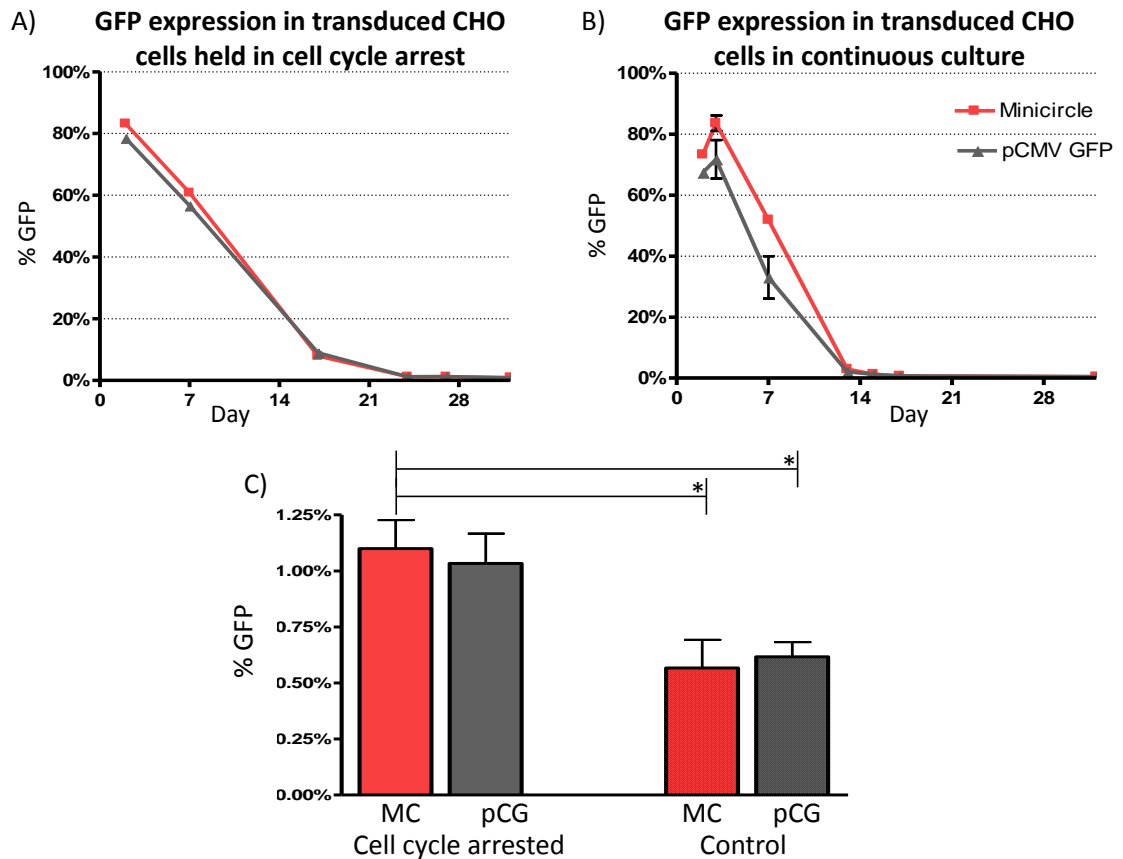 A)
GFP expression in transduced CHO
cells held in cell cycle arrest
100%
80%
60%
40%
20%
0%
% GFP
0 7 14 21 28
Day
B)
GFP expression in transduced CHO
cells in continuous culture
100%
80%
60%
40%
20%
0%
% GFP
Minicircle
pCMV GFP
0 7 14 21 28
Day
C)
*
*
1.25%
1.00%
0.75%
0.50%
0.25%
0.00%
% GFP
MC pCG MC pCG
Cell cycle arrested Control